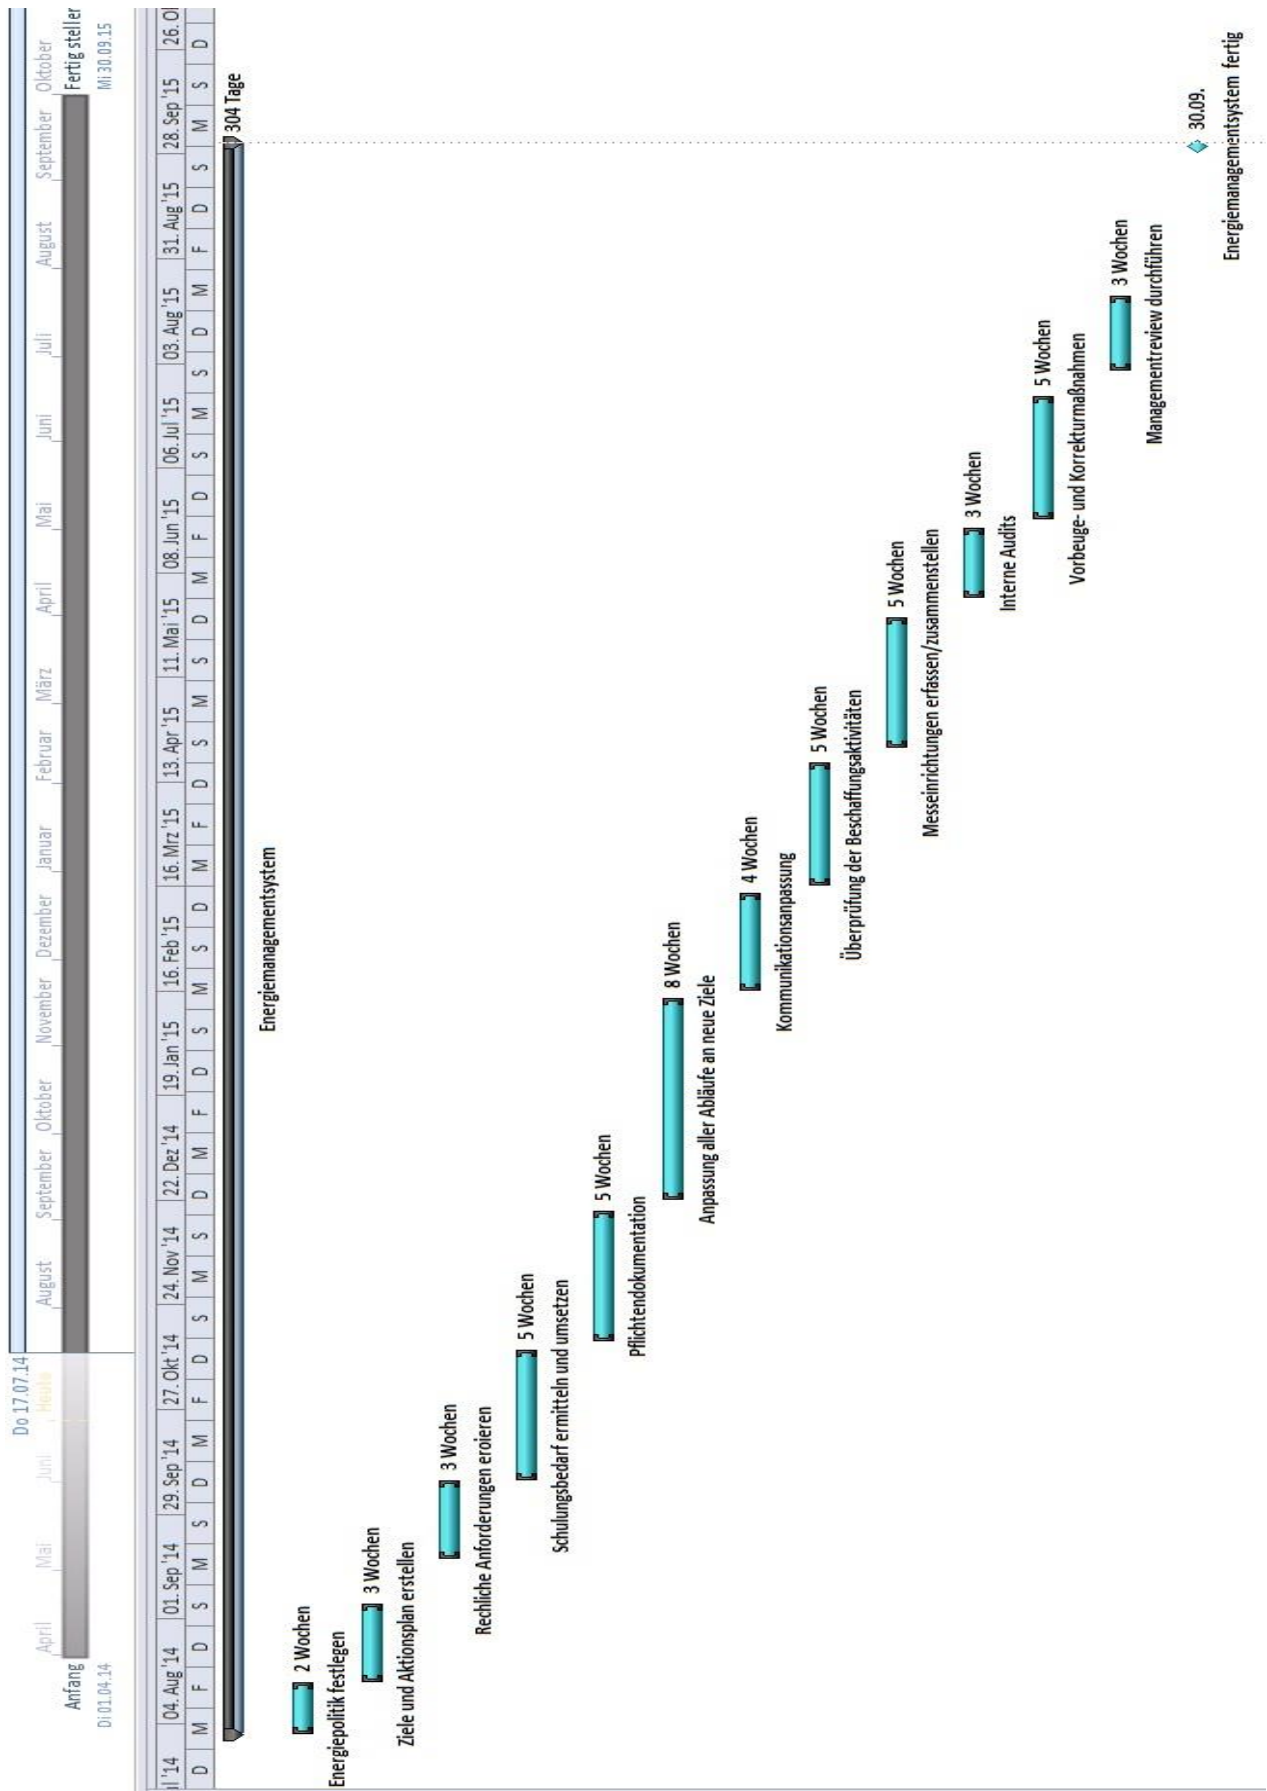 Do 17.07.14
April
Mai
Juni
Heute
August
September
Oktober
November
Dezember
Januar
Februar
März
April
Mai
Juni
Juli
August
September
Oktober
Anfang
Di 01.04.14
Fertig steller
Mi 30.09.15
l '14
04. Aug '14
01. Sep '14
29. Sep '14
27. Okt '14
24. Nov '14
22. Dez '14
19. Jan '15
16. Feb '15
16. Mrz '15
13. Apr '15
11. Mai '15
08. Jun '15
06. Jul '15
03. Aug '15
31. Aug '15
28. Sep '15
D M F D S M S D M F D S M S D M F D S M S D M F D S M S D M F D S M S D M F D S M S D
304 Tage
Energiemanagementsystem
2 Wochen
Energiepolitik festlegen
3 Wochen
Ziele und Aktionsplan erstellen
3 Wochen
Rechliche Anforderungen eroieren
5 Wochen
Schulungsbedarf ermitteln und umsetzen
5 Wochen
Pflichtendokumentation
8 Wochen
Anpassung aller Abläufe an neue Ziele
4 Wochen
Kommunikationsanpassung
5 Wochen
Überprüfung der Beschaffungsaktivitäten
5 Wochen
Messeinrichtungen erfassen/zusammenstellen
3 Wochen
Interne Audits
5 Wochen
Vorbeuge- und Korrekturmaßnahmen
3 Wochen
Managementreview durchführen
30.09.
Energiemanagementsystem fertig